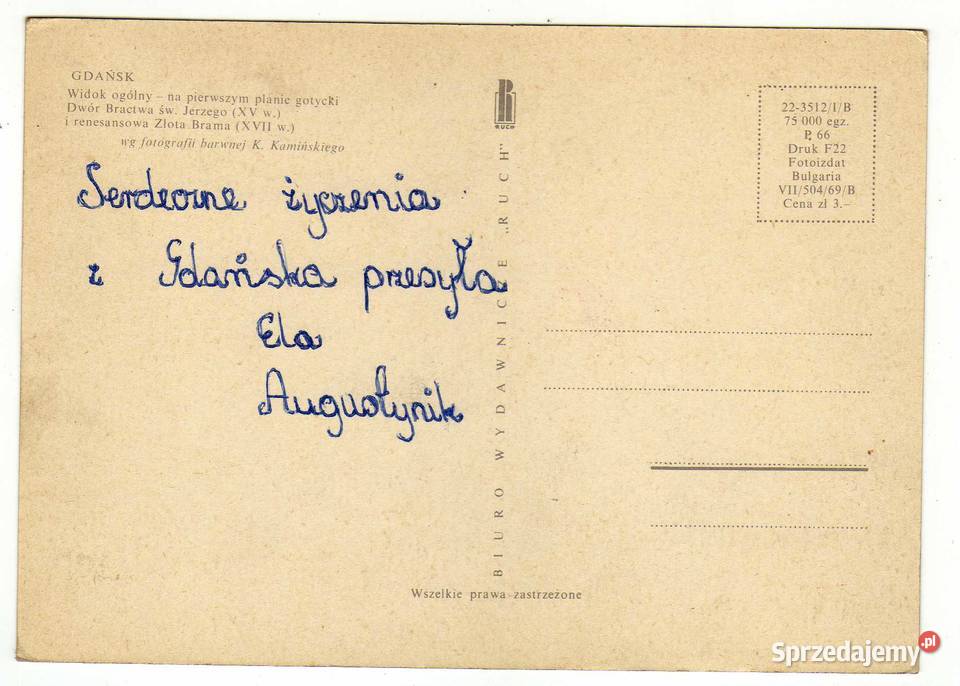 GDAŃSK
Widok ogólny – na pierwszym planie gotycki
Dwór Bractwa św. Jerzego (XV w.)
i renesansowa Złota Brama (XVII w.)
wg fotografii barwnej K. Kamińskiego
Serdeczne życzenia
z Gdańska przesyła
Ela
Augustynik
RUCH
BIURO WYDAWNICZE „RUCH"
22-3512/I/B
75 000 egz.
P. 66
Druk F22
Fotoizdat
Bulgaria
VII/504/69/B
Cena zł 3.–
Wszelkie prawa zastrzeżone
Sprzedajemy.pl